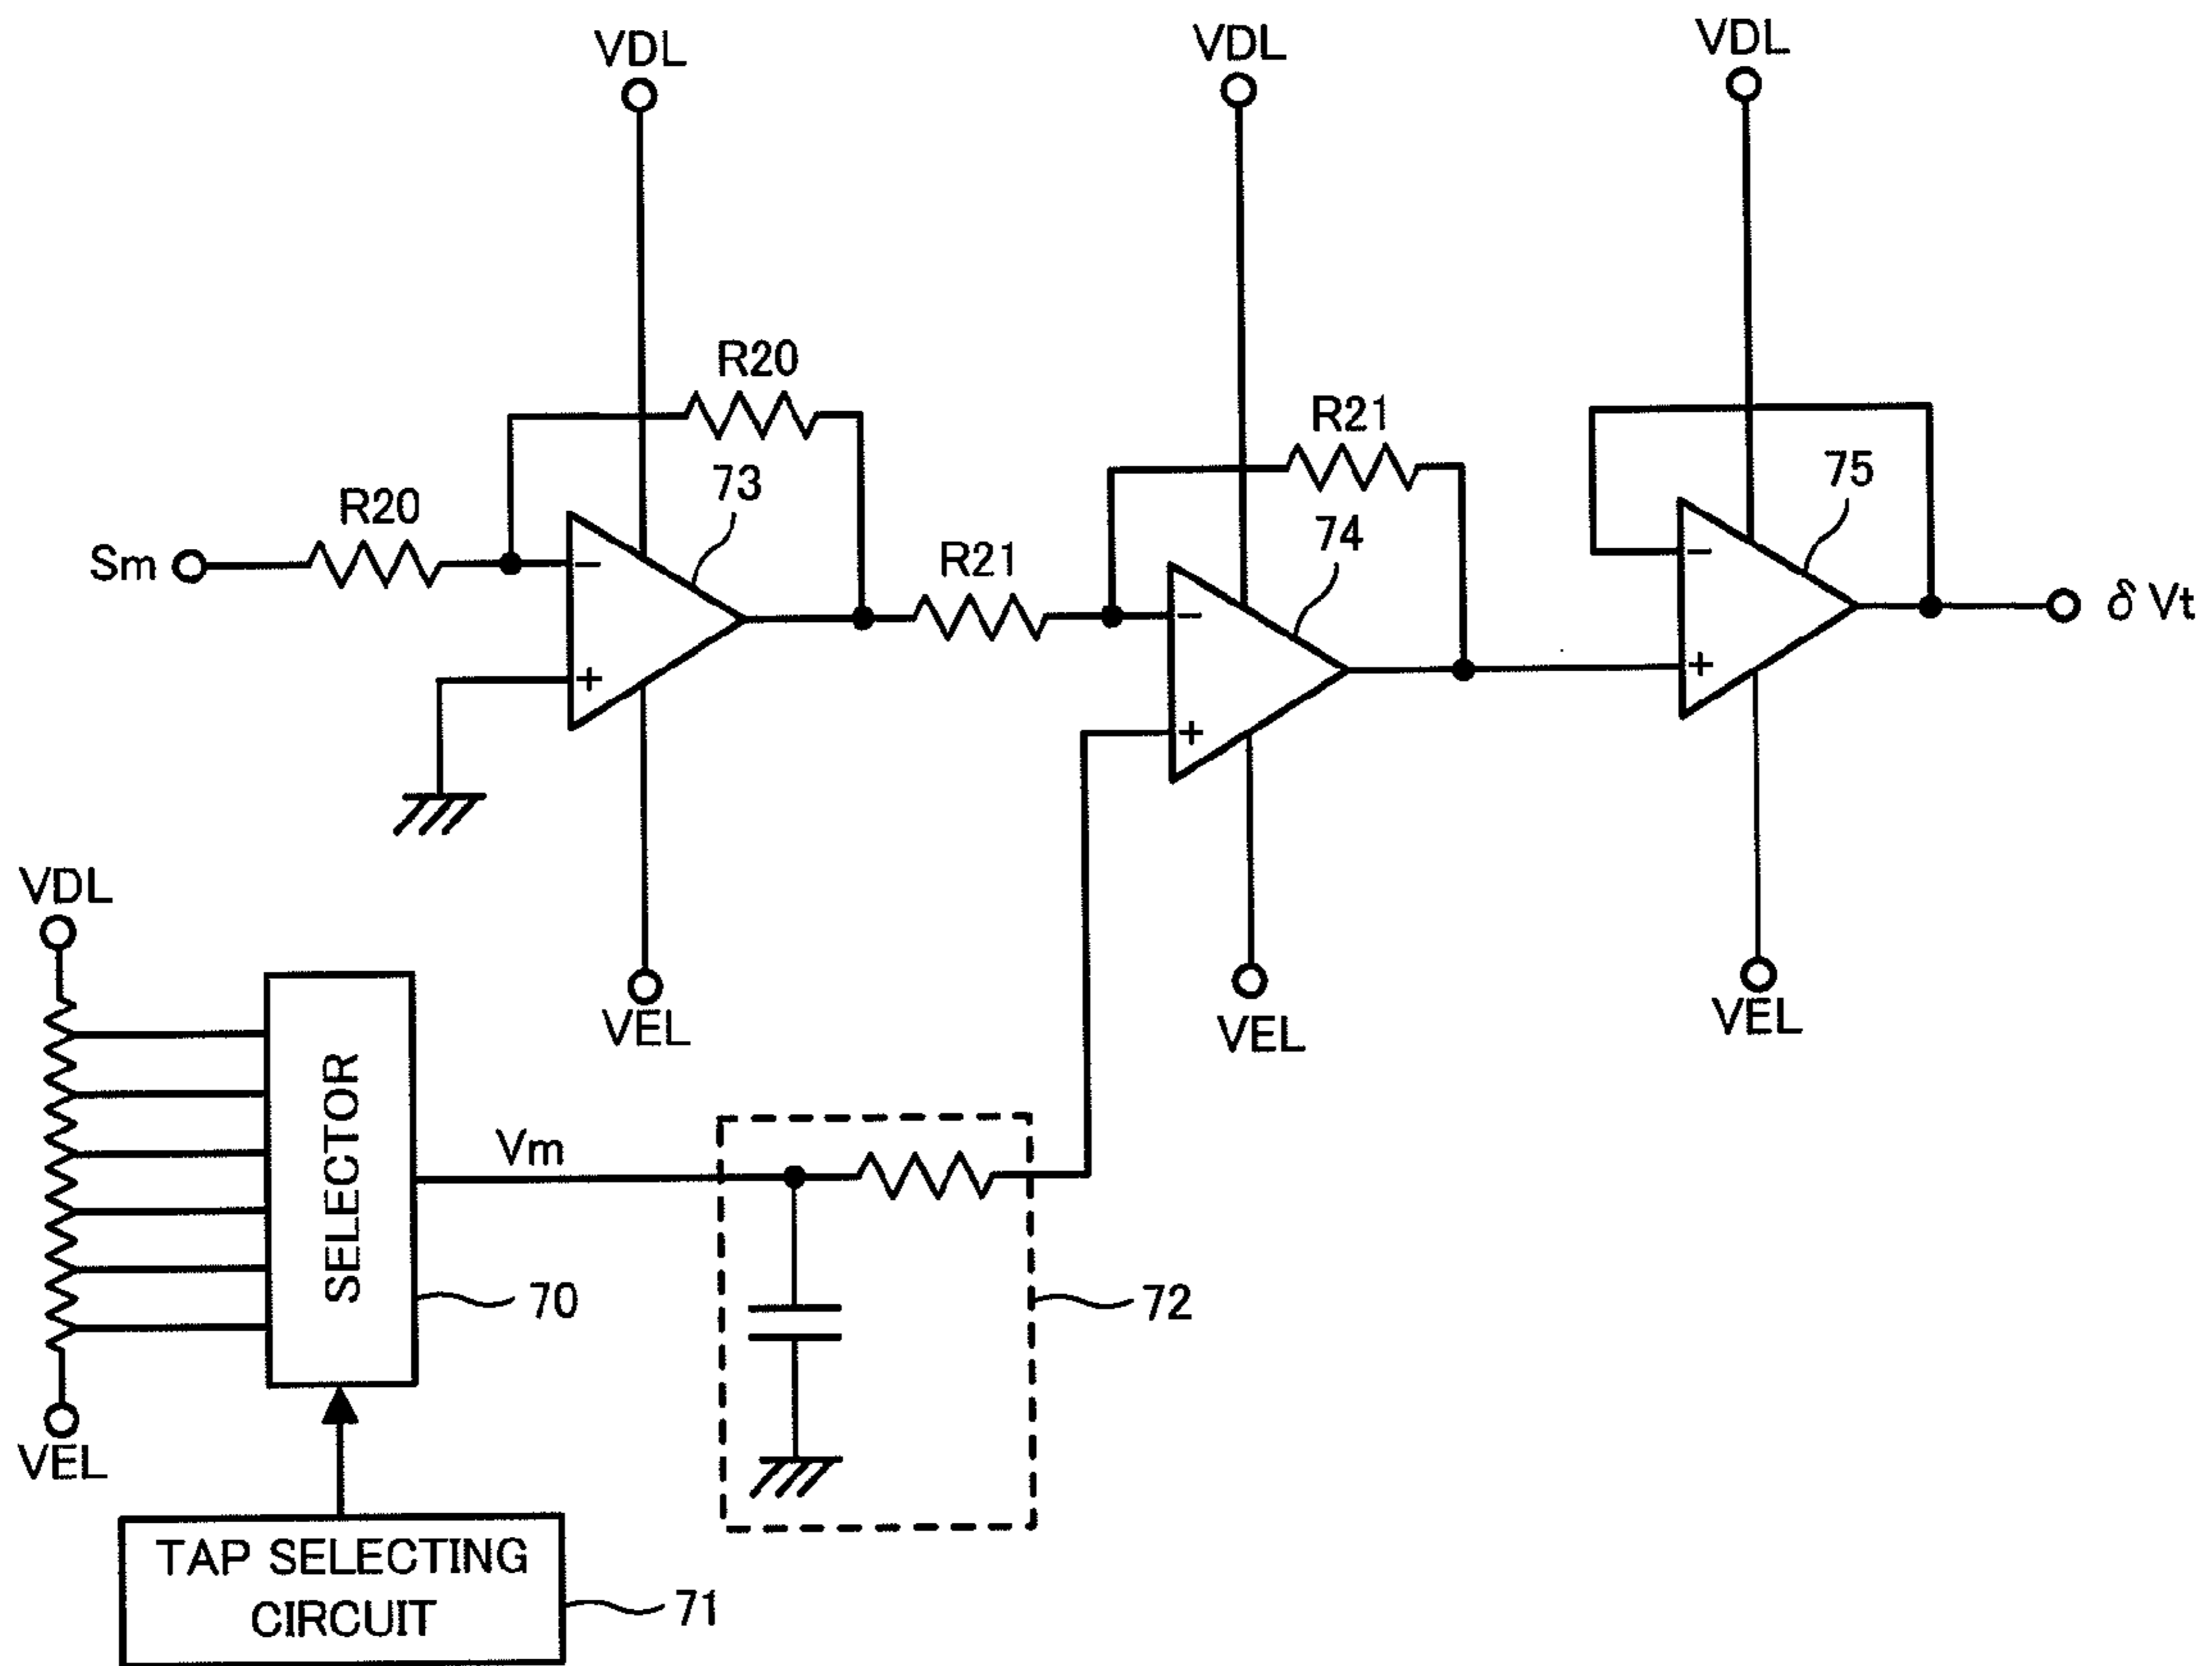 VDL
VDL
VDL
R20
R21
73
75
R20
74
Sm
R21
−
−
−
δ Vt
+
+
+
VDL
VEL
VEL
VEL
SELECTOR
Vm
70
72
VEL
TAP SELECTING
CIRCUIT
71